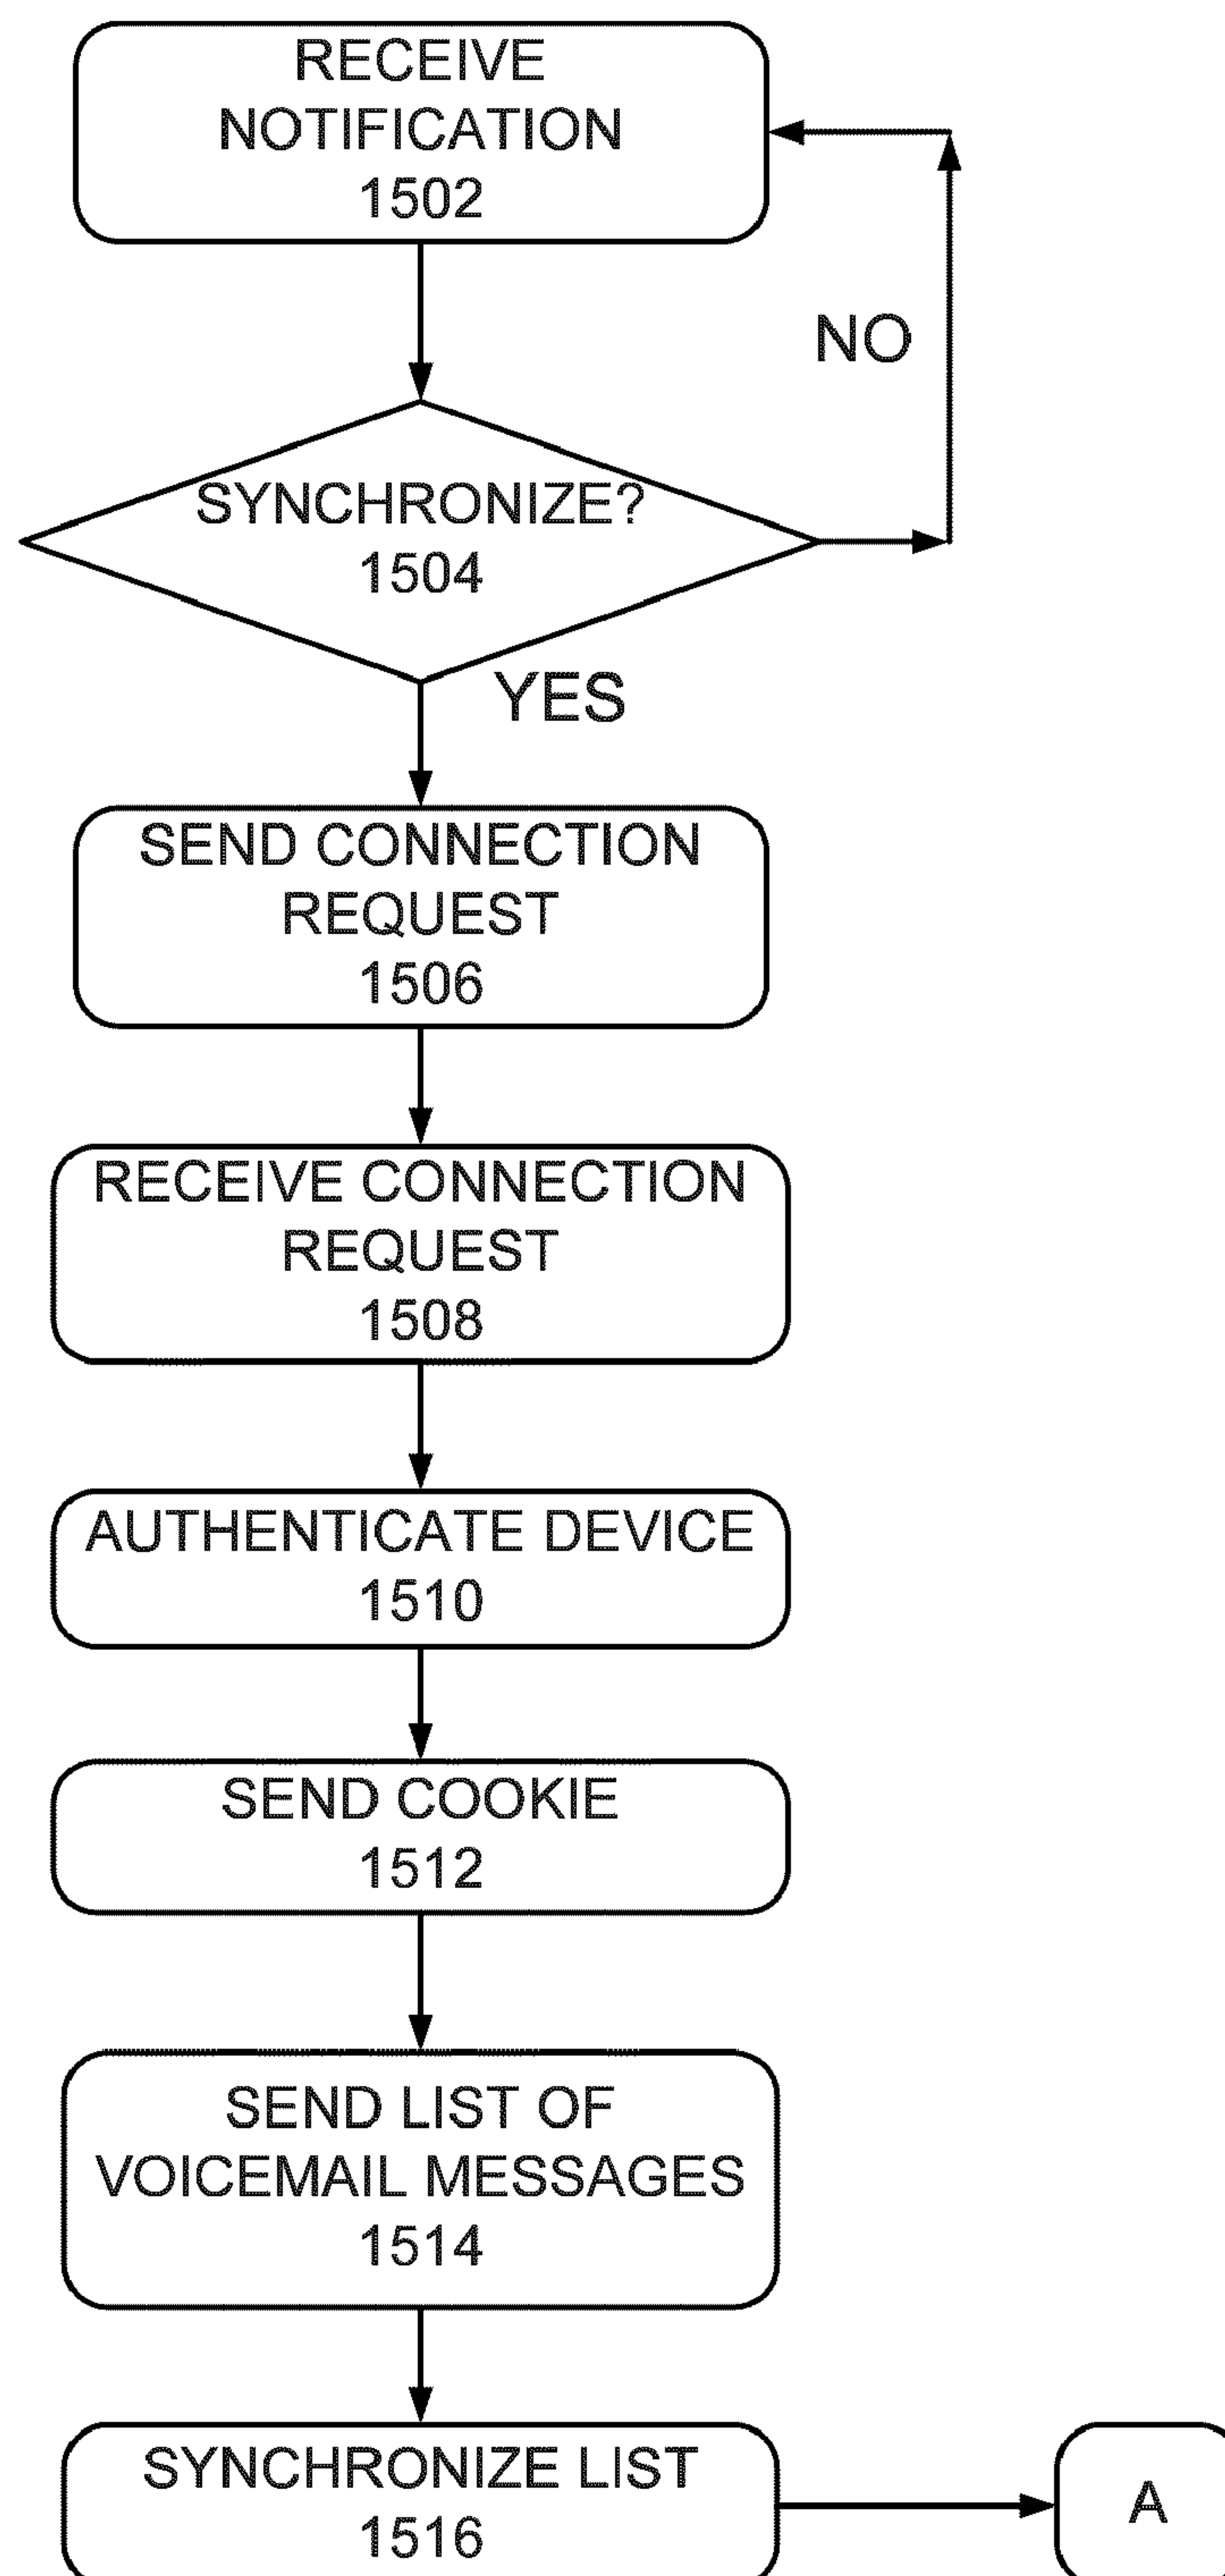 RECEIVE
NOTIFICATION
1502
NO
SYNCHRONIZE?
1504
YES
SEND CONNECTION
REQUEST
1506
RECEIVE CONNECTION
REQUEST
1508
AUTHENTICATE DEVICE
1510
SEND COOKIE
1512
SEND LIST OF
VOICEMAIL MESSAGES
1514
SYNCHRONIZE LIST
1516
A